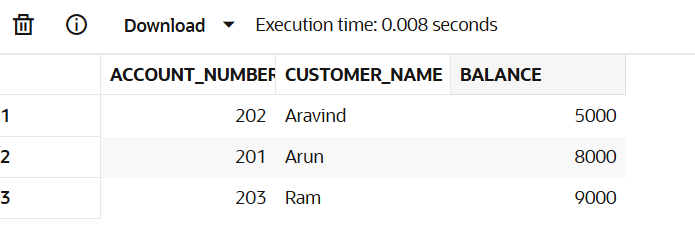 Download Execution time: 0.008 seconds
ACCOUNT_NUMBER CUSTOMER_NAME BALANCE
1 202 Aravind 5000
2 201 Arun 8000
3 203 Ram 9000